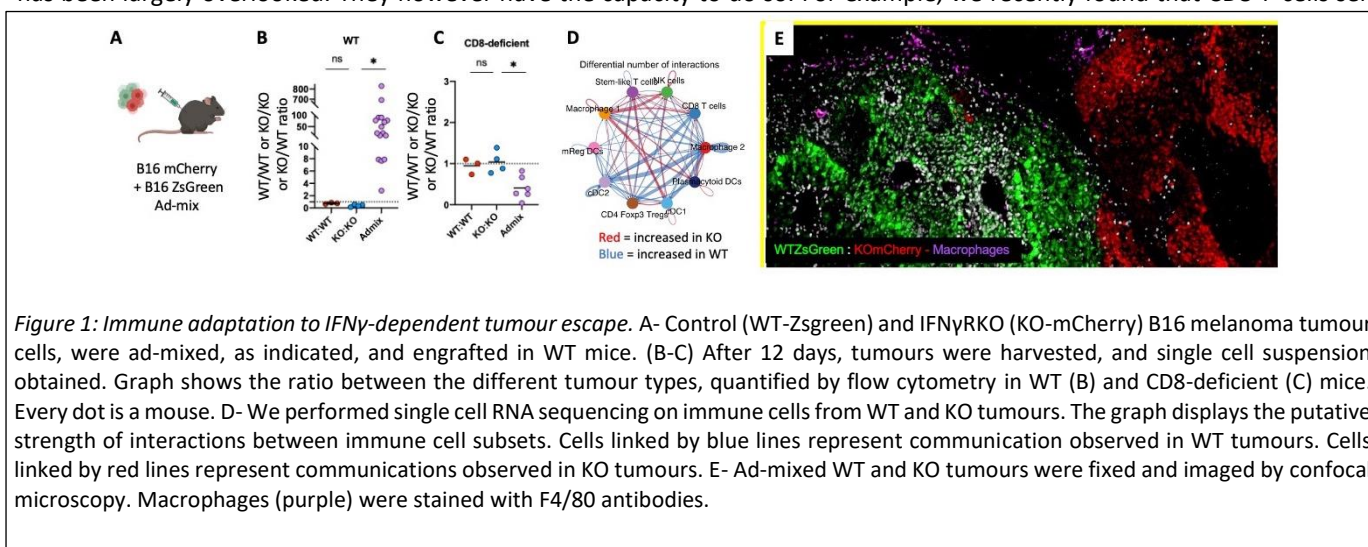 has been largely overlooked. They however have the capacity to do so. For example, we recently found that CD8 T cells
A B C D E
WT CD8-deficient
ns * ns *
Differential number of interactions
Stem-like T cells NK cells
Macrophage 1 CD8 T cells
mReg DCs Macrophage 2
cDC2 Plasmacytoid DCs
CD4 Foxp3 Tregs cDC1
Red = increased in KO
Blue = increased in WT
B16 mCherry
+ B16 ZsGreen
Ad-mix
WT/WT or KO/KO
or KO/WT ratio
800
700
100
50
10
8
6
4
2
0
WT:WT KO:KO Admix
WT/WT or KO/KO
or KO/WT ratio
3
2
1
0
WT:WT KO:KO Admix
WTZsGreen : KOmCherry - Macrophages
Figure 1: Immune adaptation to IFNγ-dependent tumour escape. A- Control (WT-Zsgreen) and IFNγRKO (KO-mCherry) B16 melanoma tumour
cells, were ad-mixed, as indicated, and engrafted in WT mice. (B-C) After 12 days, tumours were harvested, and single cell suspension
obtained. Graph shows the ratio between the different tumour types, quantified by flow cytometry in WT (B) and CD8-deficient (C) mice.
Every dot is a mouse. D- We performed single cell RNA sequencing on immune cells from WT and KO tumours. The graph displays the putative
strength of interactions between immune cell subsets. Cells linked by blue lines represent communication observed in WT tumours. Cells
linked by red lines represent communications observed in KO tumours. E- Ad-mixed WT and KO tumours were fixed and imaged by confocal
microscopy. Macrophages (purple) were stained with F4/80 antibodies.